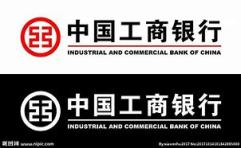 中国工商银行
INDUSTRIAL AND COMMERCIAL BANK OF CHINA
中国工商银行
INDUSTRIAL AND COMMERCIAL BANK OF CHINA
昵图网 www.nipic.com